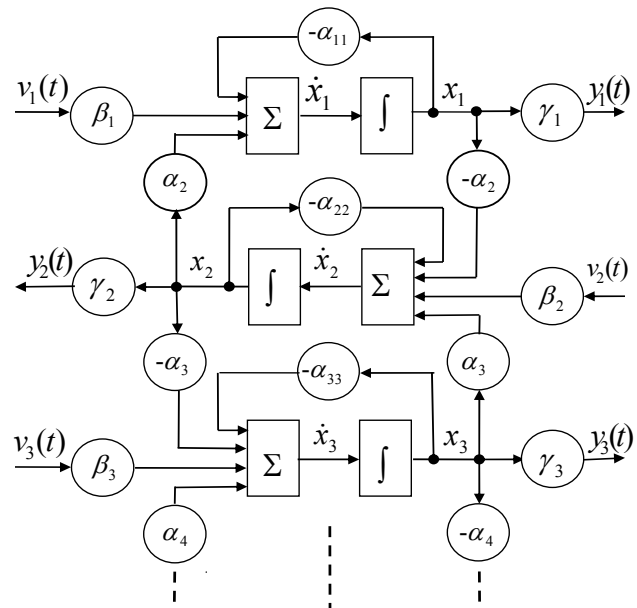 -α₁₁
v₁(t) β₁ Σ ẋ₁ ∫ x₁ γ₁ y₁(t)
α₂ -α₂
-α₂₂
y₂(t) γ₂ x₂ ∫ ẋ₂ Σ β₂ v₂(t)
-α₃ -α₃₃ α₃
v₃(t) β₃ Σ ẋ₃ ∫ x₃ γ₃ y₃(t)
α₄ -α₄